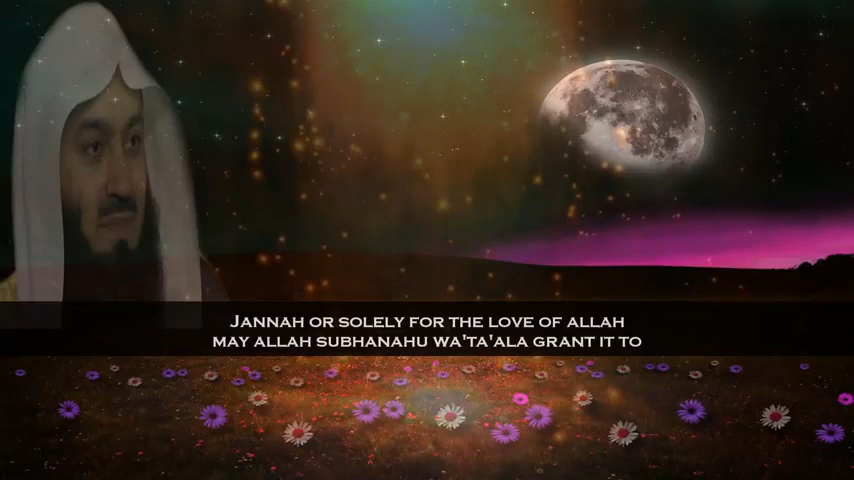 Jannah or solely for the love of Allah
may Allah subhanahu wa'ta'ala grant it to